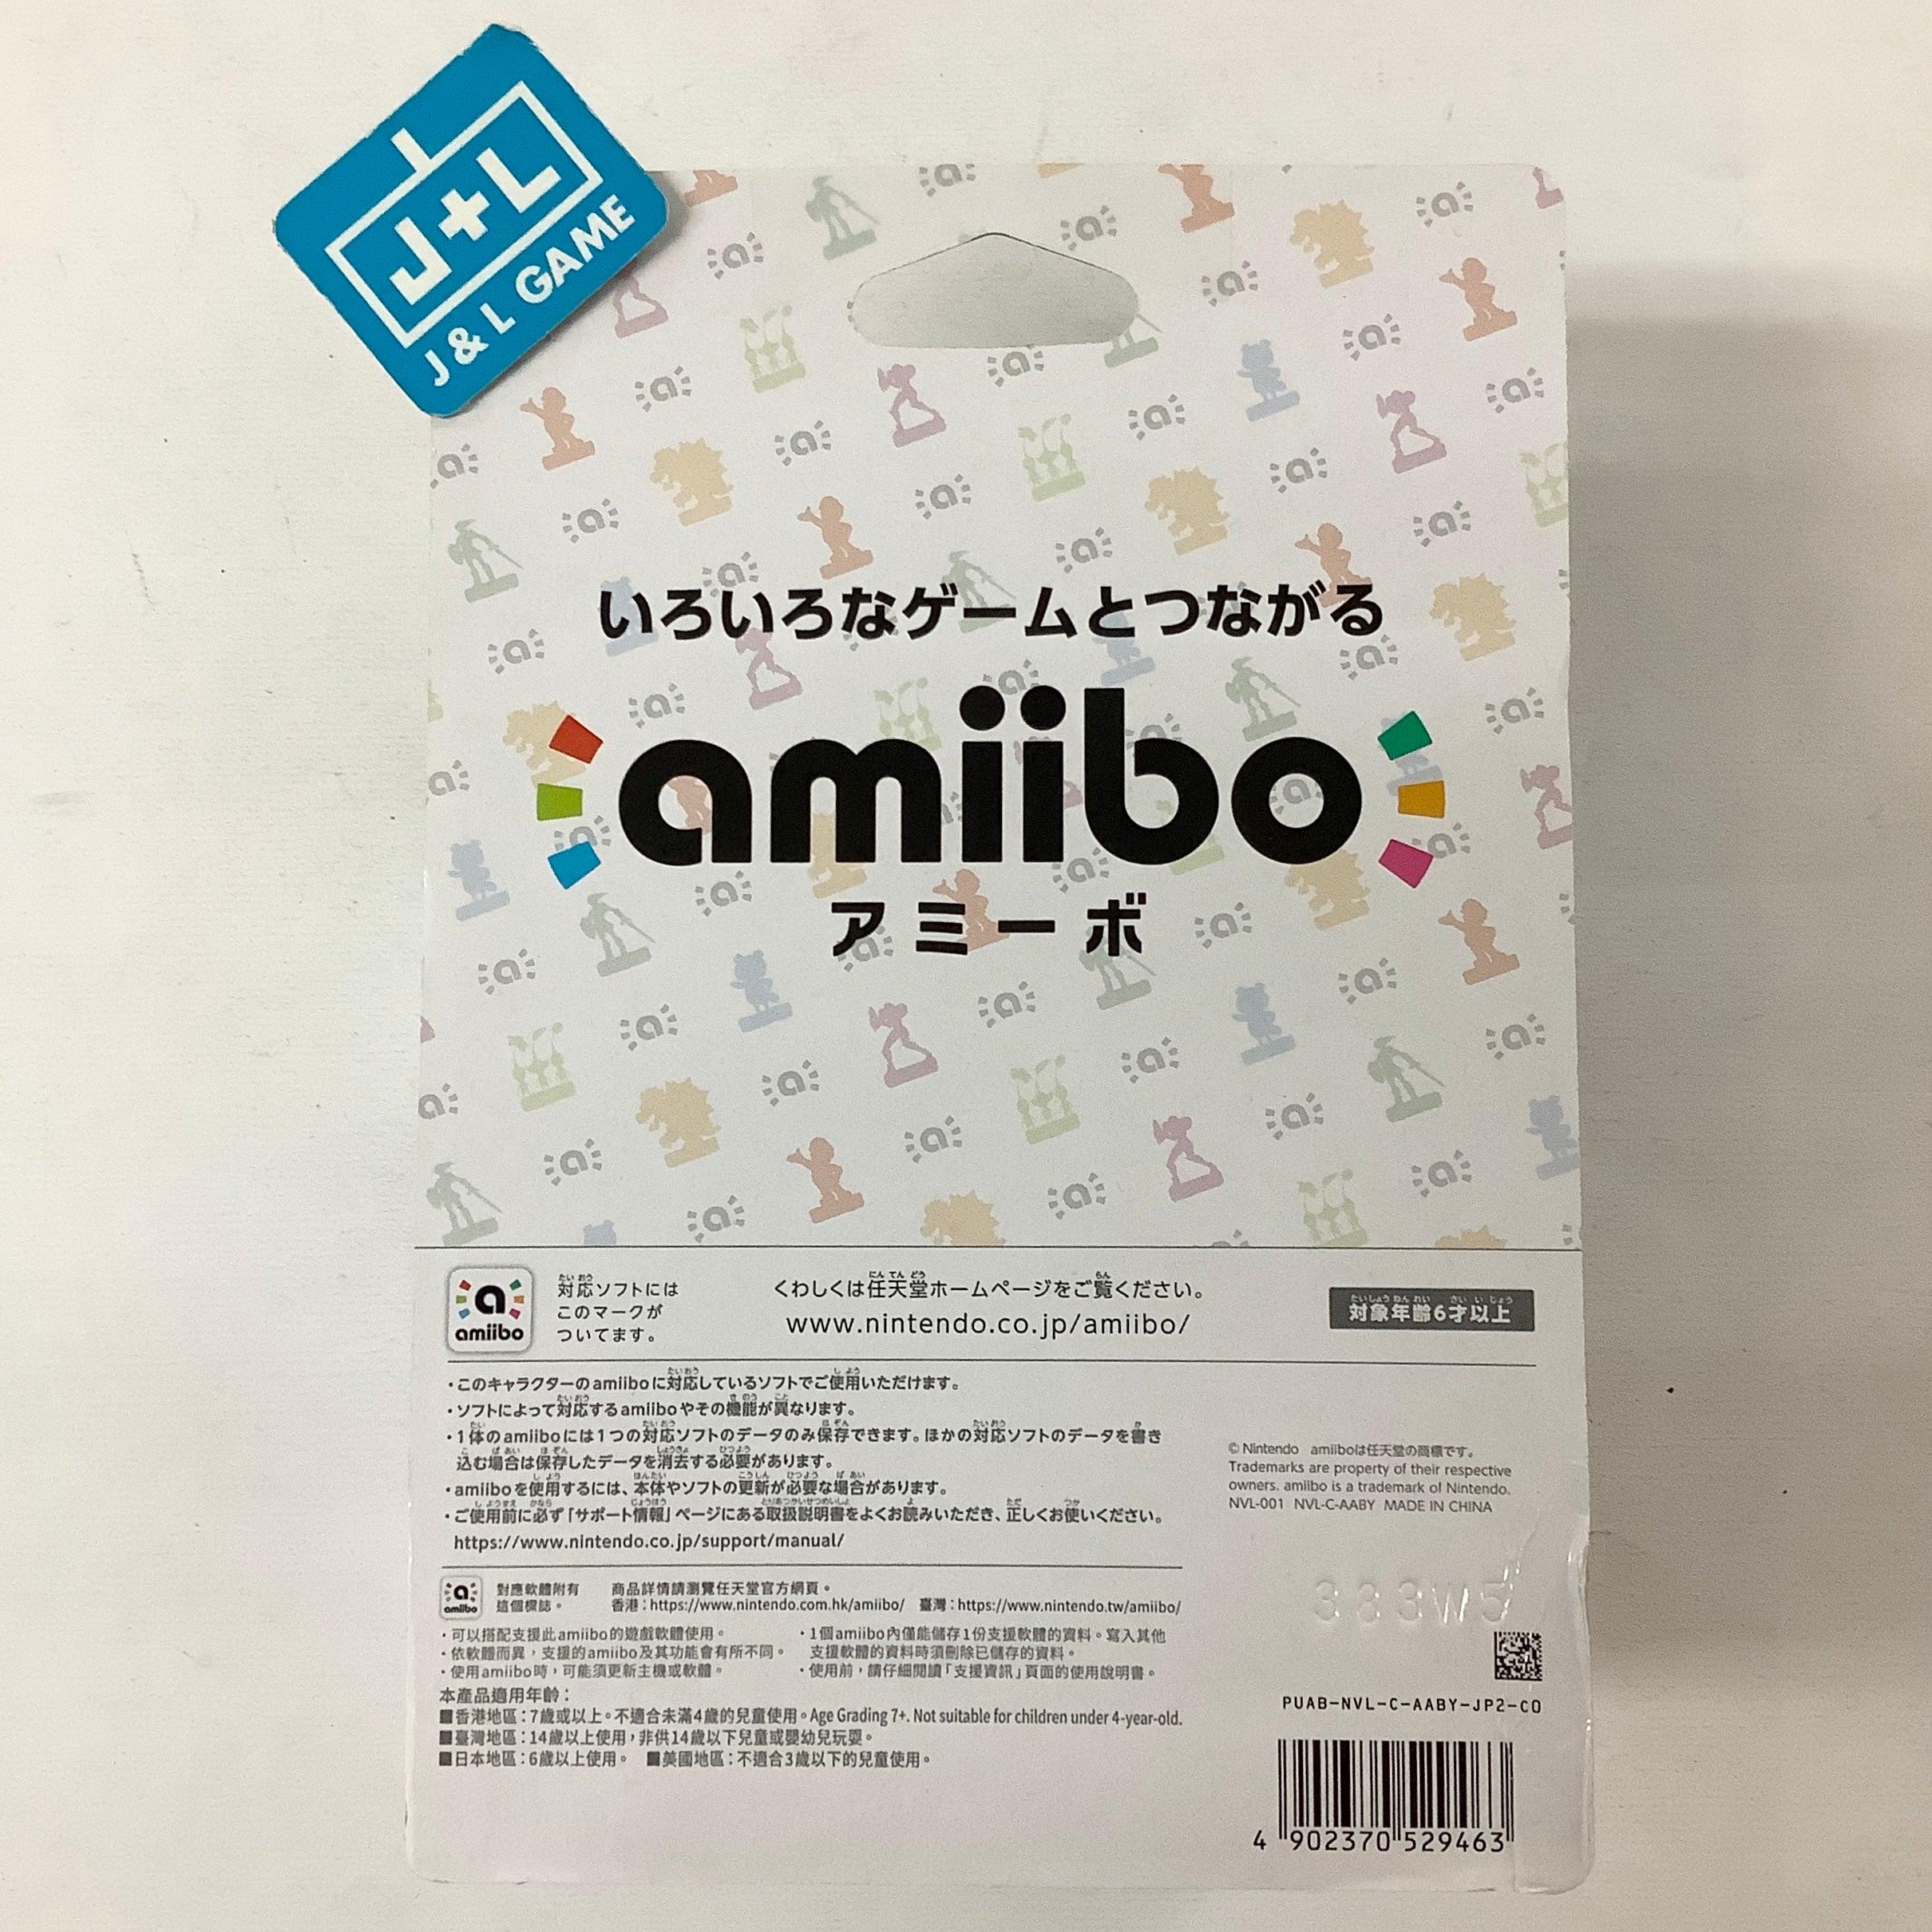 J+L
J & L GAME
いろいろなゲームとつながる
amiibo
アミーボ
a
amiibo
対応ソフトには
このマークが
ついてます。
くわしくは任天堂ホームページをご覧ください。
www.nintendo.co.jp/amiibo/
対象年齢6才以上
・このキャラクターのamiiboに対応しているソフトでご使用いただけます。
・ソフトによって対応するamiiboやその機能が異なります。
・1体のamiiboには1つの対応ソフトのデータのみ保存できます。ほかの対応ソフトのデータを書き
込む場合は保存したデータを消去する必要があります。
・amiiboを使用するには、本体やソフトの更新が必要な場合があります。
・ご使用前に必ず「サポート情報」ページにある取扱説明書をよくお読みいただき、正しくお使いください。
https://www.nintendo.co.jp/support/manual/
© Nintendo amiiboは任天堂の商標です。
Trademarks are property of their respective
owners. amiibo is a trademark of Nintendo.
NVL-001 NVL-C-AABY MADE IN CHINA
a
amiibo
對應軟體附有
這個標誌。
商品詳情請瀏覽任天堂官方網頁。
香港：https://www.nintendo.com.hk/amiibo/ 臺灣：https://www.nintendo.tw/amiibo/
・可以搭配支援此amiibo的遊戲軟體使用。
・依軟體而異，支援的amiibo及其功能會有所不同。
・使用amiibo時，可能須更新主機或軟體。
・1個amiibo內僅能儲存1份支援軟體的資料。寫入其他
支援軟體的資料時須刪除已儲存的資料。
・使用前，請仔細閱讀「支援資訊」頁面的使用說明書。
本產品適用年齡：
■香港地區：7歲或以上。不適合未滿4歲的兒童使用。Age Grading 7+. Not suitable for children under 4-year-old.
■臺灣地區：14歲以上使用，非供14歲以下兒童或嬰幼兒玩耍。
■日本地區：6歲以上使用。 ■美國地區：不適合3歲以下的兒童使用。
383W5
PUAB-NVL-C-AABY-JP2-C0
4 902370 529463